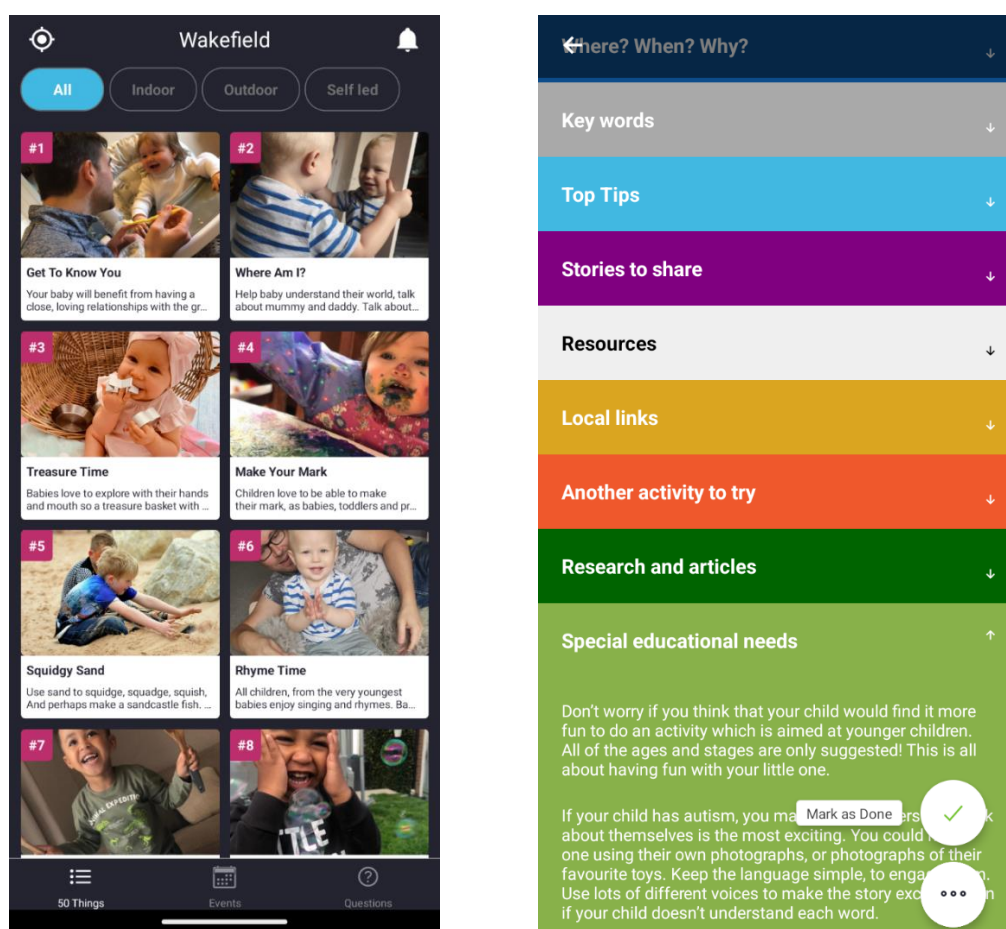 Wakefield
All
Indoor
Outdoor
Self led
#1
Get To Know You
Your baby will benefit from having a
close, loving relationships with the gr...
#2
Where Am I?
Help baby understand their world, talk
about mummy and daddy. Talk about...
#3
Treasure Time
Babies love to explore with their hands
and mouth so a treasure basket with ...
#4
Make Your Mark
Children love to be able to make
their mark, as babies, toddlers and pr...
#5
Squidgy Sand
Use sand to squidge, squadge, squish,
And perhaps make a sandcastle fish. ...
#6
Rhyme Time
All children, from the very youngest
babies enjoy singing and rhymes. Ba...
#7
#8
50 Things
Events
Questions
Where? When? Why?
Key words
Top Tips
Stories to share
Resources
Local links
Another activity to try
Research and articles
Special educational needs
Don't worry if you think that your child would find it more
fun to do an activity which is aimed at younger children.
All of the ages and stages are only suggested! This is all
about having fun with your little one.
If your child has autism, you
Mark as Done
about themselves is the most exciting. You could
one using their own photographs, or photographs of their
favourite toys. Keep the language simple, to
Use lots of different voices to make the story
if your child doesn't understand each word.